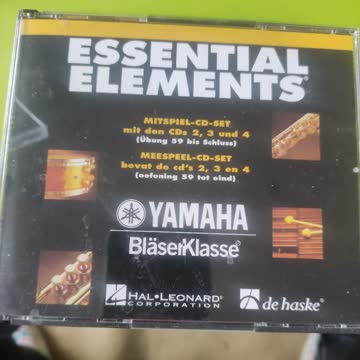 ESSENTIAL
ELEMENTS®
MITSPIEL-CD-SET
mit den CDs 2, 3 und 4
(Übung 59 bis Schluss)
MEESPEEL-CD-SET
bevat de cd's 2, 3 en 4
(oefening 59 tot eind)
YAMAHA
BläserKlasse®
HAL•LEONARD®
CORPORATION
de haske®